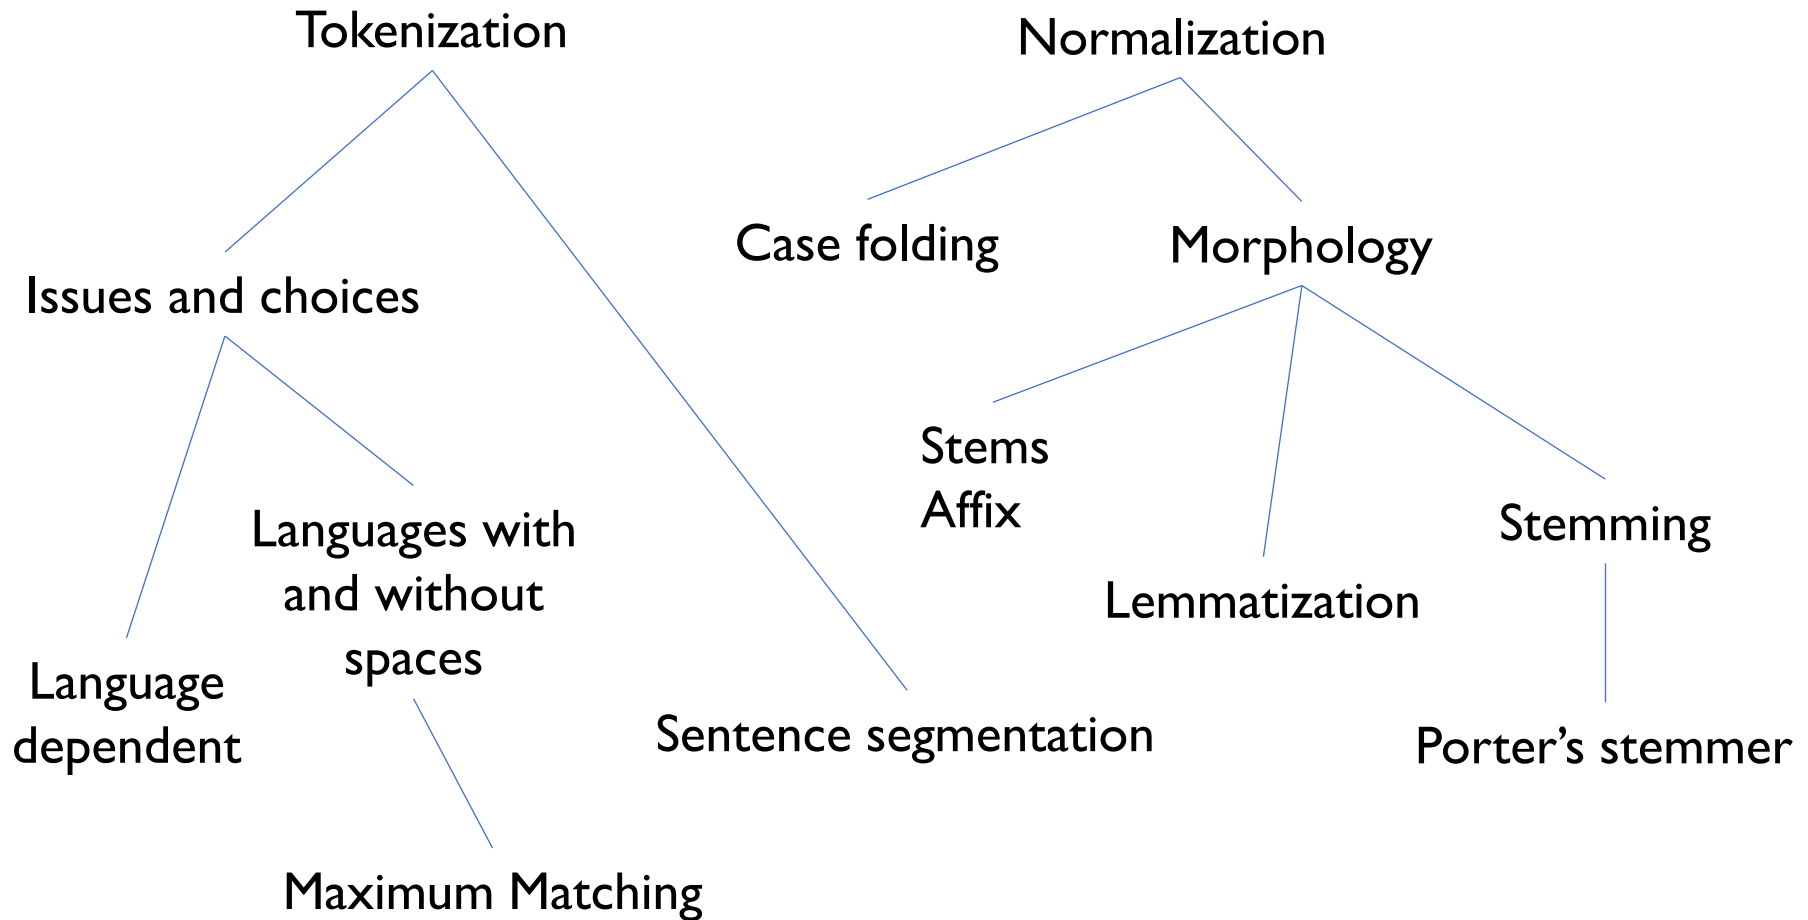 Tokenization
Normalization
Case folding
Morphology
Issues and choices
Stems
Affix
Languages with
and without
spaces
Stemming
Lemmatization
Language
dependent
Sentence segmentation
Porter’s stemmer
Maximum Matching